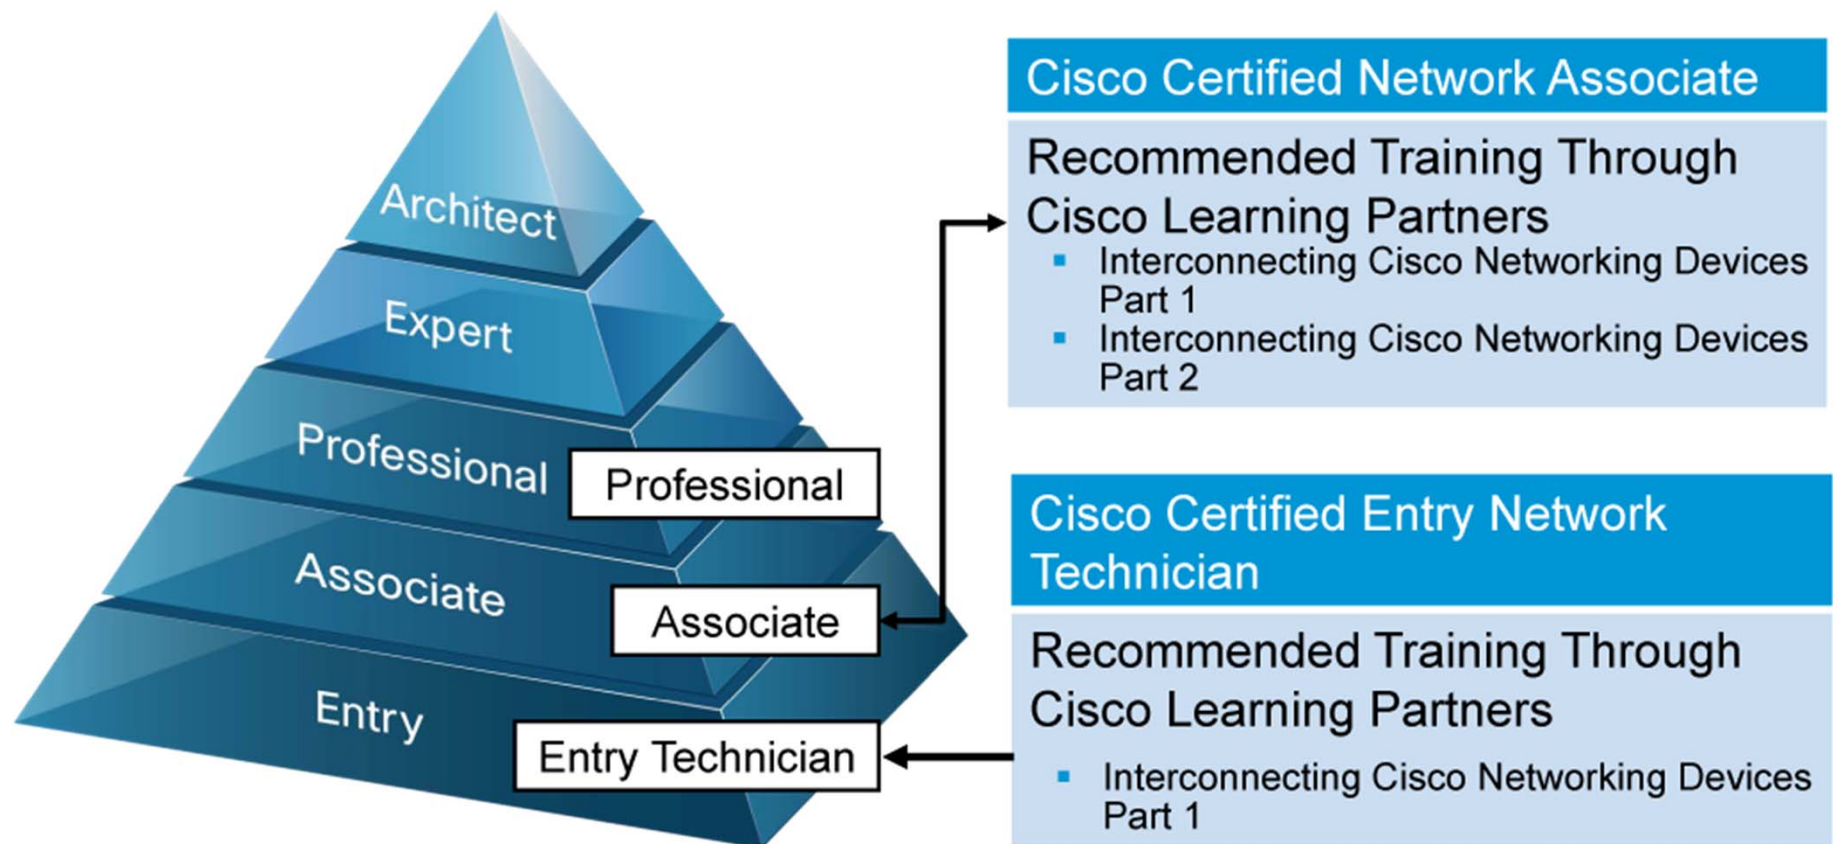 Architect
Expert
Professional
Professional
Associate
Associate
Entry
Entry Technician
Cisco Certified Network Associate
Recommended Training Through
Cisco Learning Partners
▪ Interconnecting Cisco Networking Devices
Part 1
▪ Interconnecting Cisco Networking Devices
Part 2
Cisco Certified Entry Network
Technician
Recommended Training Through
Cisco Learning Partners
▪ Interconnecting Cisco Networking Devices
Part 1